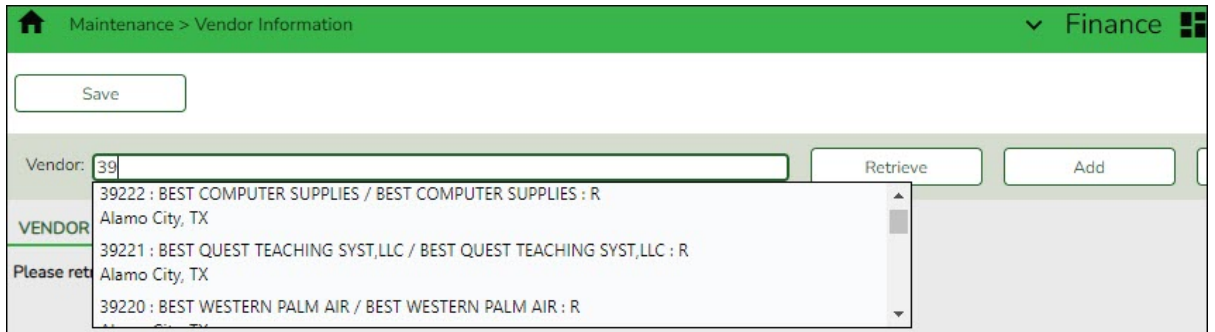 Maintenance > Vendor Information
Finance
Save
Vendor: 39
Retrieve
Add
39222 : BEST COMPUTER SUPPLIES / BEST COMPUTER SUPPLIES : R
Alamo City, TX
VENDOR
39221 : BEST QUEST TEACHING SYST,LLC / BEST QUEST TEACHING SYST,LLC : R
Please
Alamo City, TX
39220 : BEST WESTERN PALM AIR / BEST WESTERN PALM AIR : R